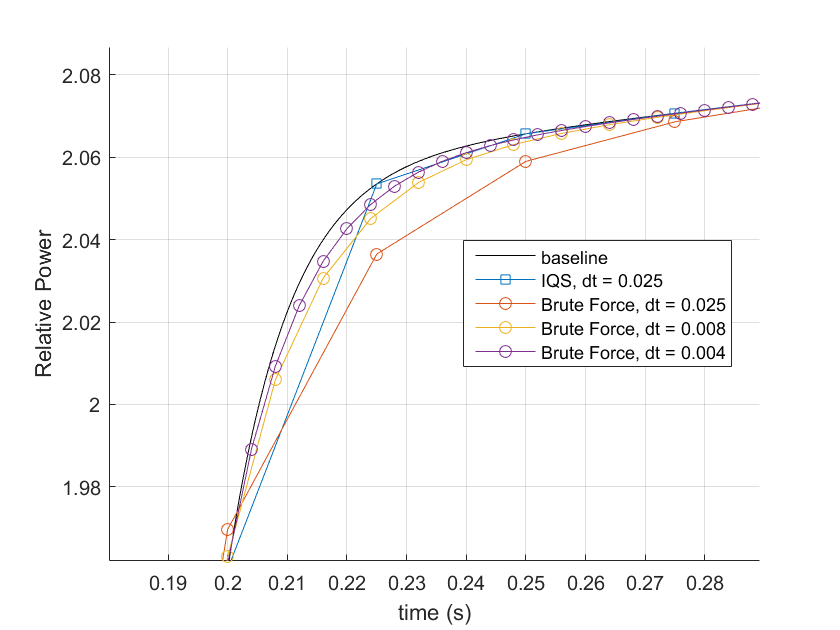 2.08
2.06
2.04
2.02
2
1.98
Relative Power
baseline
IQS, dt = 0.025
Brute Force, dt = 0.025
Brute Force, dt = 0.008
Brute Force, dt = 0.004
0.19 0.2 0.21 0.22 0.23 0.24 0.25 0.26 0.27 0.28
time (s)